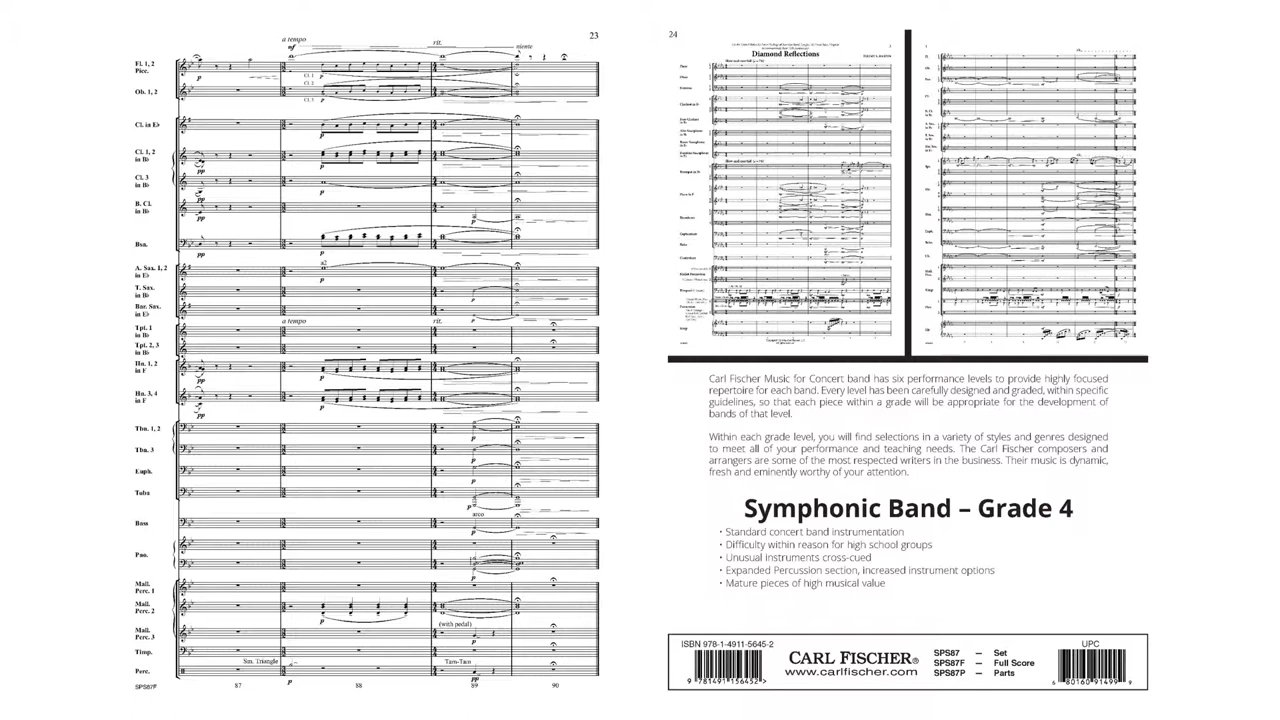 23
a tempo
mf
rit.
niente
Fl. 1, 2
Picc.
p
Cl. 1
Cl. 2
Ob. 1, 2
Cl. 3
Cl. in E♭
p
Cl. 1, 2
in B♭
pp
p
Cl. 3
in B♭
pp
p
B. Cl.
in B♭
pp
p
Bsn.
pp
p
a2
A. Sax. 1, 2
T. Sax.
in B♭
Bar. Sax.
in E♭
a tempo
rit.
Tpt. 1
in B♭
Tpt. 2, 3
in B♭
Hn. 1, 2
in F
pp
p
Hn. 3, 4
in F
pp
p
Tbn. 1, 2
p
Tbn. 3
p
Euph.
p
Tuba
p
arco
Bass
p
Pno.
p
Mall.
Perc. 1
Mall.
Perc. 2
p
(with pedal)
Mall.
Perc. 3
p
Timp.
Sm. Triangle
Tam-Tam
Perc.
p
pp
SPS87F
87
88
89
90
24
Diamond Reflections
Carl Fischer Music for Concert band has six performance levels to provide highly focused
repertoire for each band. Every level has been carefully designed and graded, within specific
guidelines, so that each piece within a grade will be appropriate for the development of
bands of that level.
Within each grade level, you will find selections in a variety of styles and genres designed
to meet all of your performance and teaching needs. The Carl Fischer composers and
arrangers are some of the most respected writers in the business. Their music is dynamic,
fresh and eminently worthy of your attention.
Symphonic Band – Grade 4
• Standard concert band instrumentation
• Difficulty within reason for high school groups
• Unusual instruments cross-cued
• Expanded Percussion section, increased instrument options
• Mature pieces of high musical value
ISBN 978-1-4911-5645-2
9 781491 156452 >
CARL FISCHER®
www.carlfischer.com
SPS87 — Set
SPS87F — Full Score
SPS87P — Parts
UPC
6 80160 91499 9